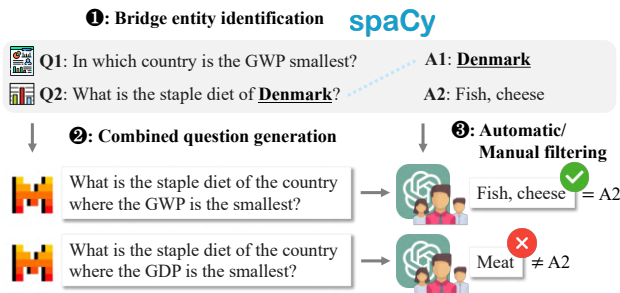 ❶: Bridge entity identification spaCy
Q1: In which country is the GWP smallest? A1: Denmark
Q2: What is the staple diet of Denmark? A2: Fish, cheese
❷: Combined question generation
❸: Automatic/
Manual filtering
What is the staple diet of the country
where the GWP is the smallest?
Fish, cheese = A2
What is the staple diet of the country
where the GDP is the smallest?
Meat ≠ A2